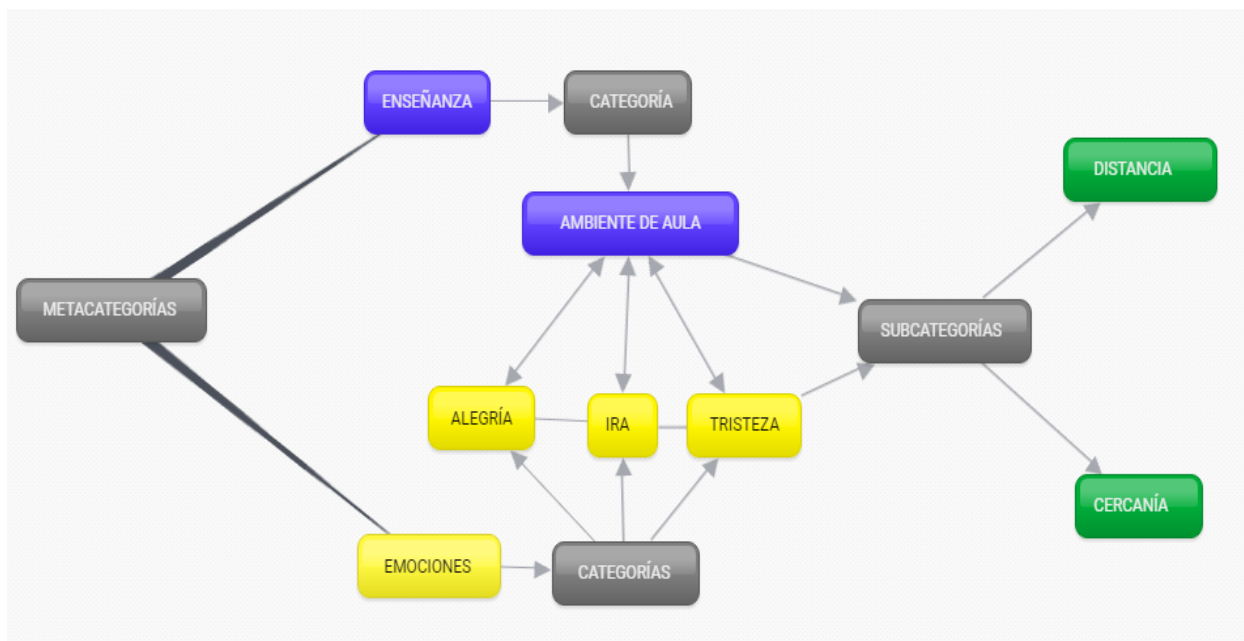 ENSEÑANZA
CATEGORÍA
DISTANCIA
AMBIENTE DE AULA
METACATEGORÍAS
SUBCATEGORÍAS
ALEGRÍA
IRA
TRISTEZA
CERCANÍA
EMOCIONES
CATEGORÍAS